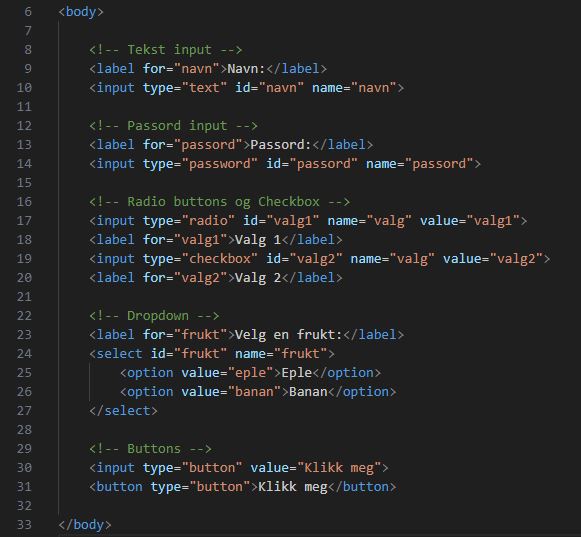 6 <body>
7
8 <!-- Tekst input -->
9 <label for="navn">Navn:</label>
10 <input type="text" id="navn" name="navn">
11
12 <!-- Passord input -->
13 <label for="passord">Passord:</label>
14 <input type="password" id="passord" name="passord">
15
16 <!-- Radio buttons og Checkbox -->
17 <input type="radio" id="valg1" name="valg" value="valg1">
18 <label for="valg1">Valg 1</label>
19 <input type="checkbox" id="valg2" name="valg" value="valg2">
20 <label for="valg2">Valg 2</label>
21
22 <!-- Dropdown -->
23 <label for="frukt">Velg en frukt:</label>
24 <select id="frukt" name="frukt">
25 <option value="eple">Eple</option>
26 <option value="banan">Banan</option>
27 </select>
28
29 <!-- Buttons -->
30 <input type="button" value="Klikk meg">
31 <button type="button">Klikk meg</button>
32
33 </body>